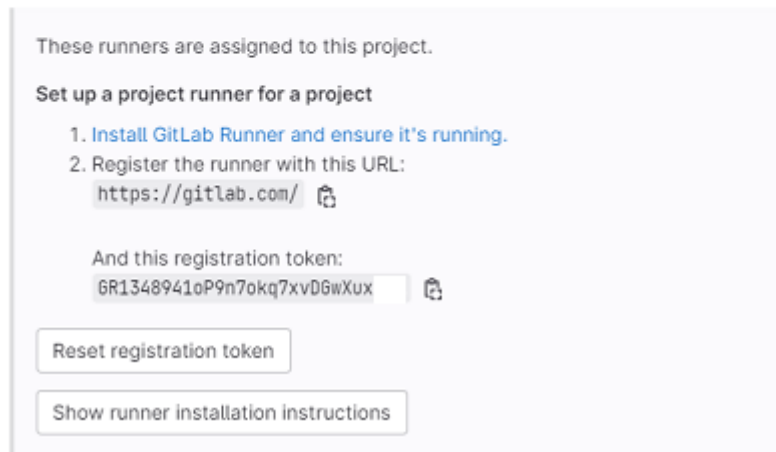 These runners are assigned to this project.
Set up a project runner for a project
1. Install GitLab Runner and ensure it's running.
2. Register the runner with this URL:
https://gitlab.com/
And this registration token:
GR1348941oP9n7okq7xvDGwXux
Reset registration token
Show runner installation instructions